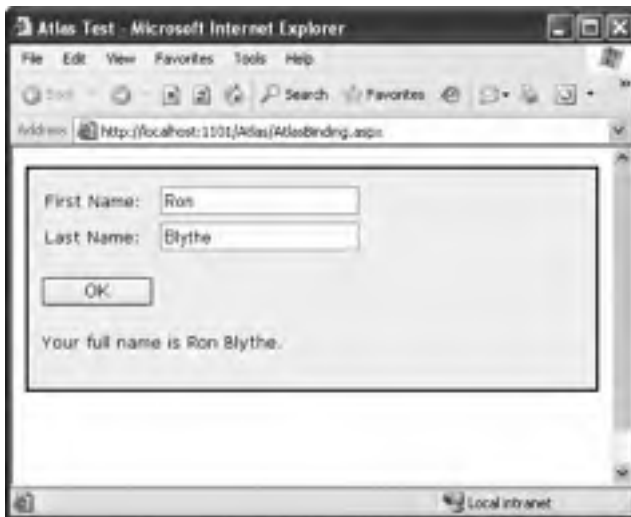 Atlas Test - Microsoft Internet Explorer
File Edit View Favorites Tools Help
Back Search Favorites
Address http://localhost:1101/Atlas/AtlasBinding.aspx
First Name: Ron
Last Name: Blythe
OK
Your full name is Ron Blythe.
Local intranet